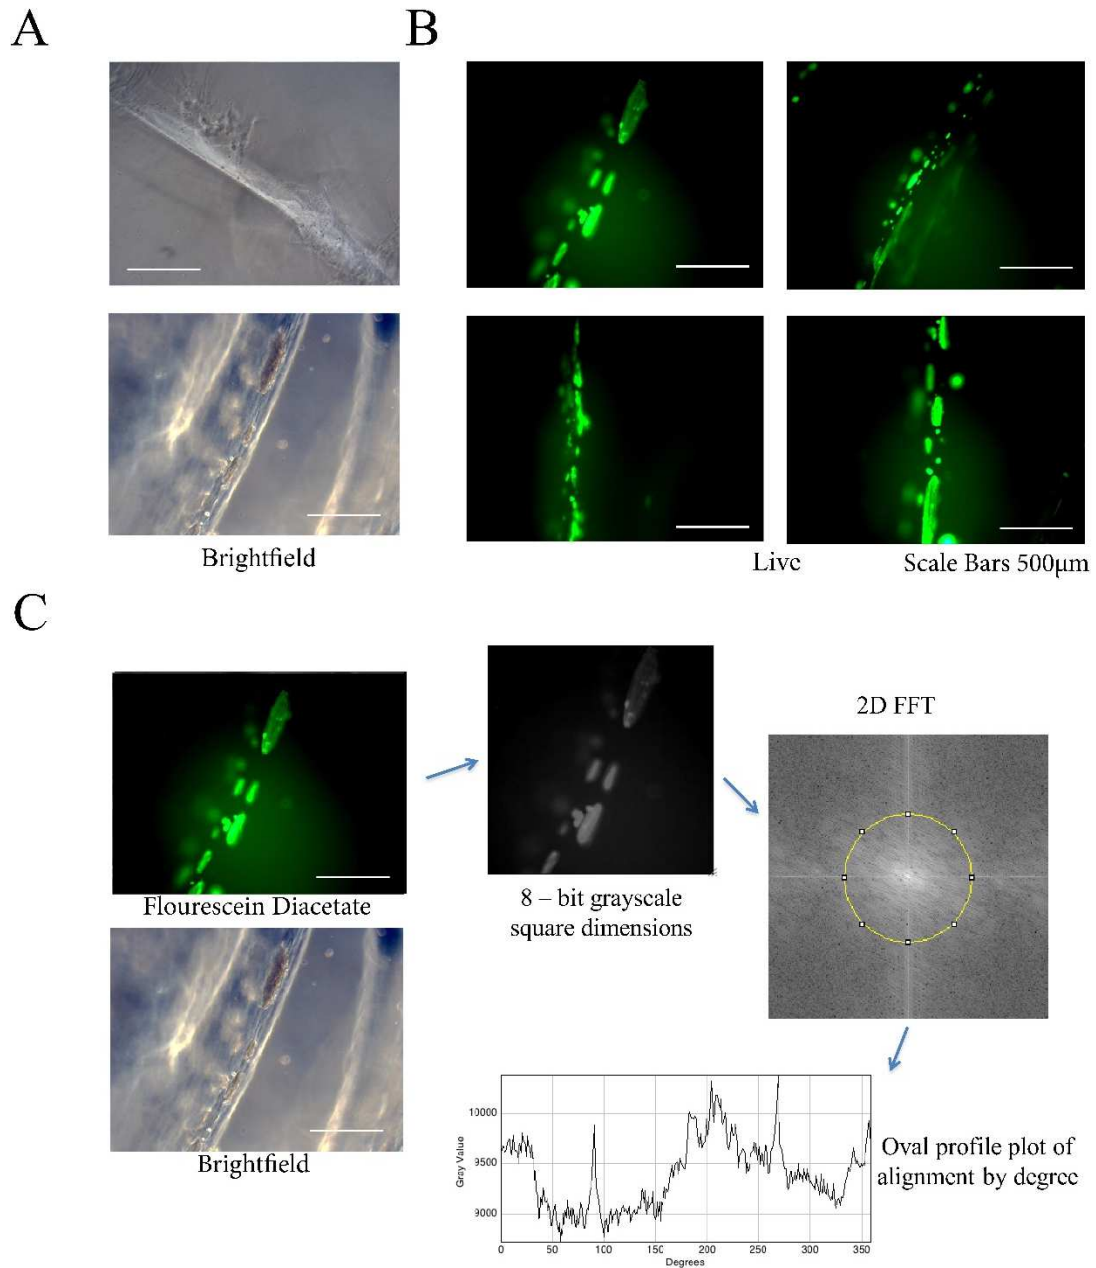 A
B
Brightfield
Live
Scale Bars 500μm
C
Flourescein Diacetate
Brightfield
8 – bit grayscale
square dimensions
2D FFT
Gray Value
10000
9500
9000
0 50 100 150 200 250 300 350
Degrees
Oval profile plot of
alignment by degree